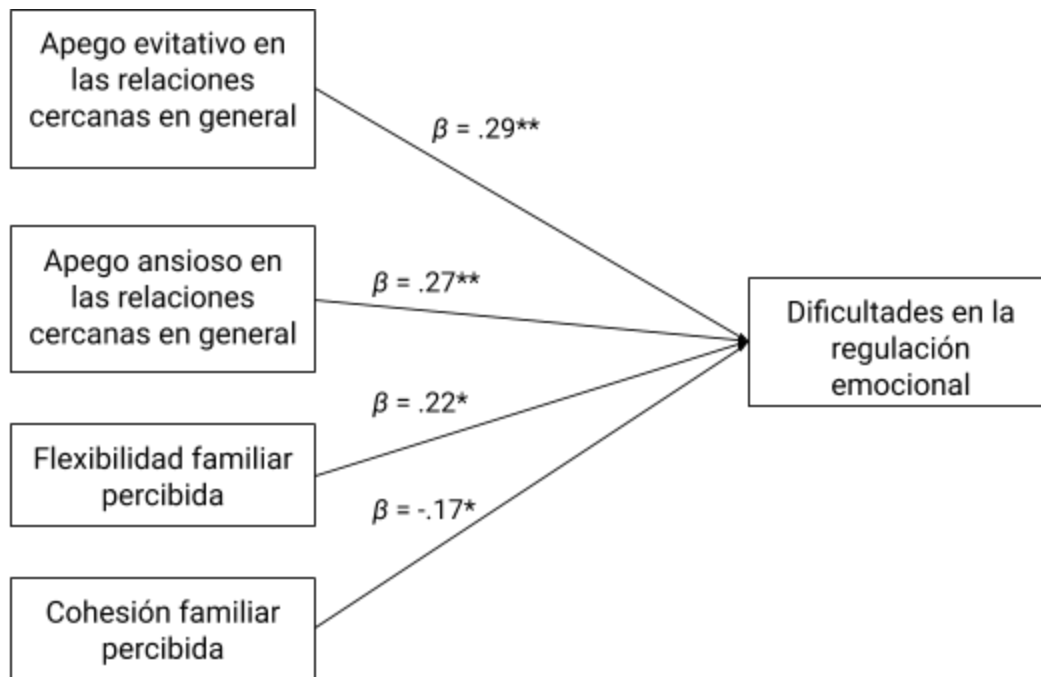 Apego evitativo en
las relaciones
cercanas en general
β = .29**
Apego ansioso en
las relaciones
cercanas en general
β = .27**
Dificultades en la
regulación
emocional
β = .22*
Flexibilidad familiar
percibida
β = -.17*
Cohesión familiar
percibida